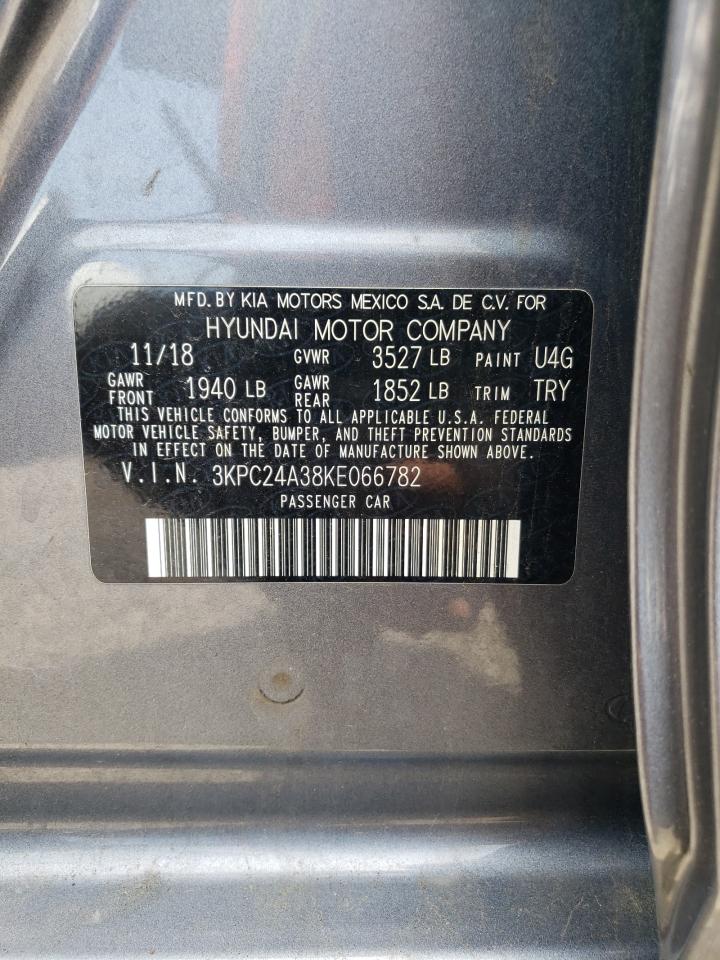 MFD. BY KIA MOTORS MEXICO S.A. DE C.V. FOR
HYUNDAI MOTOR COMPANY
11/18 GVWR 3527 LB PAINT U4G
GAWR FRONT 1940 LB GAWR REAR 1852 LB TRIM TRY
THIS VEHICLE CONFORMS TO ALL APPLICABLE U.S.A. FEDERAL
MOTOR VEHICLE SAFETY, BUMPER, AND THEFT PREVENTION STANDARDS
IN EFFECT ON THE DATE OF MANUFACTURE SHOWN ABOVE.
V.I.N. 3KPC24A38KE066782
PASSENGER CAR